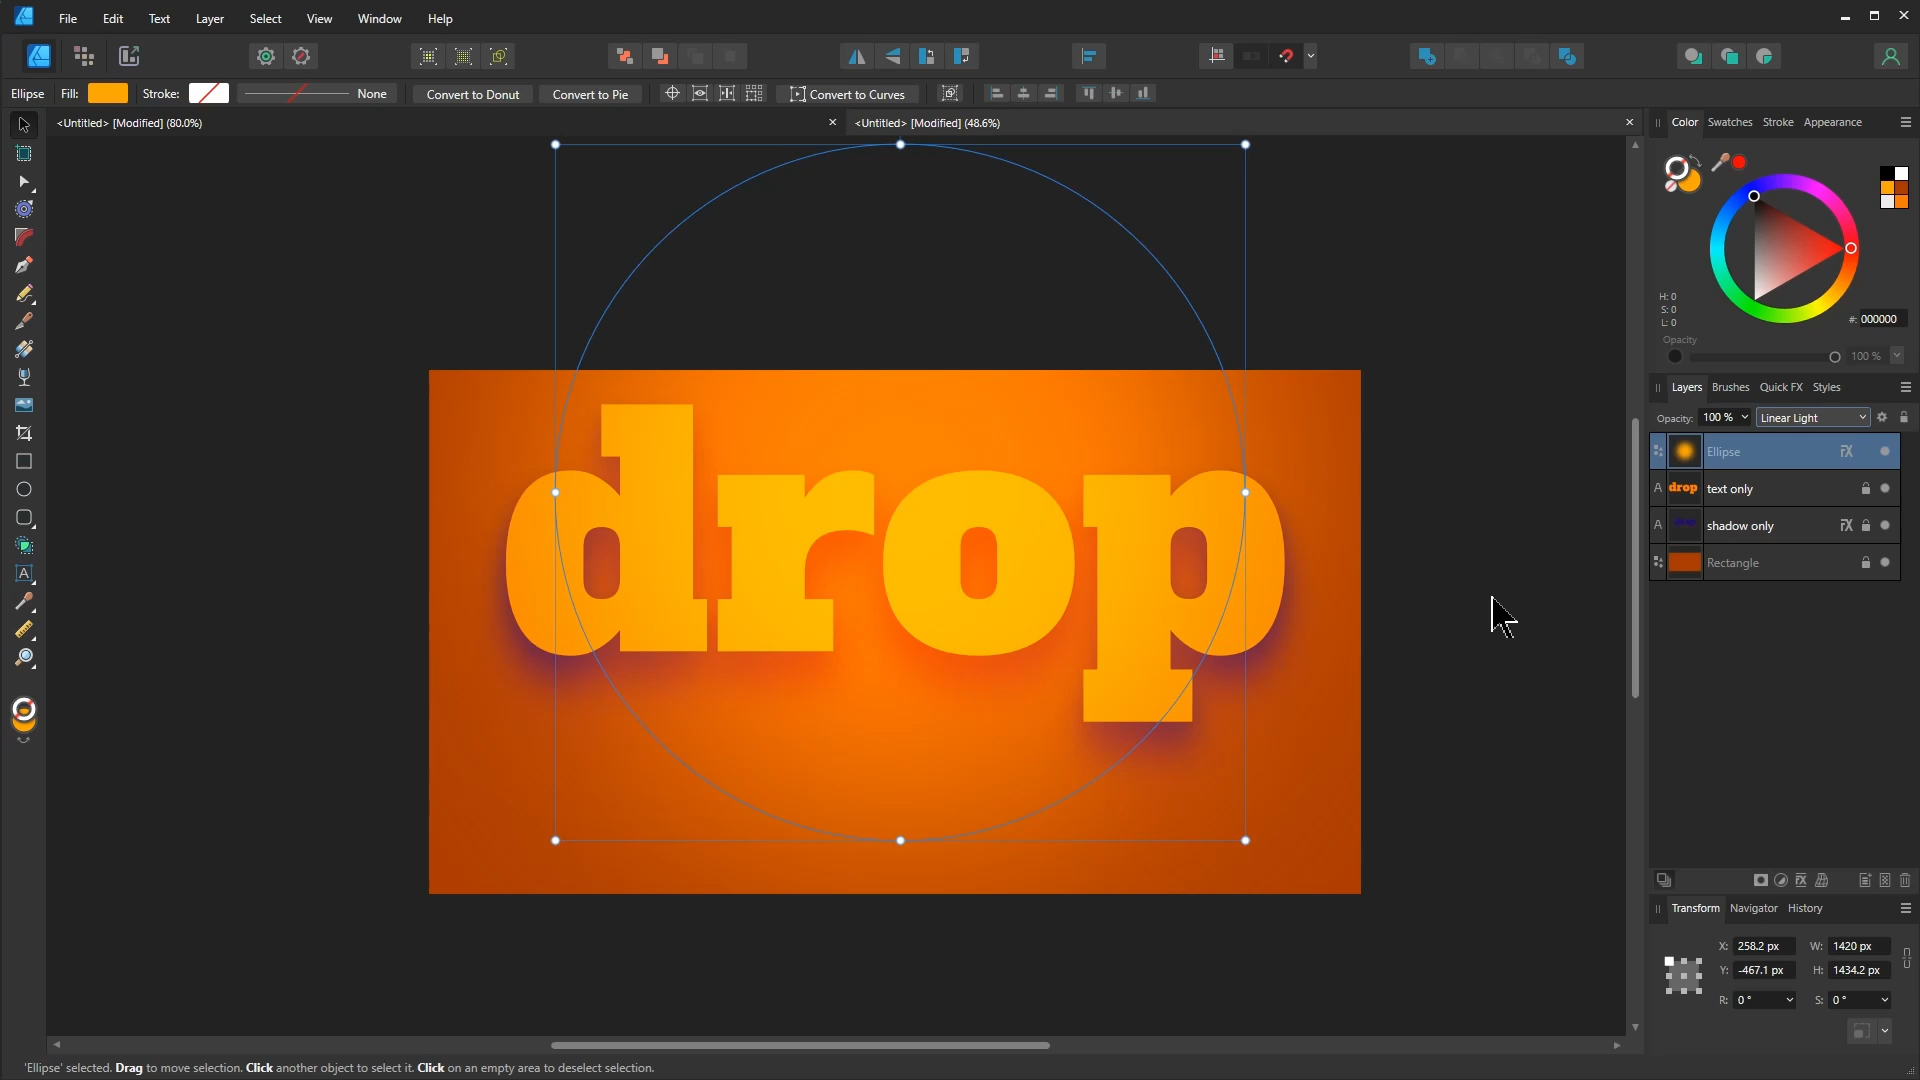 File Edit Text Layer Select View Window Help
Ellipse Fill: Stroke: None Convert to Donut Convert to Pie Convert to Curves
<Untitled> [Modified] (80.0%) <Untitled> [Modified] (48.6%)
Color Swatches Stroke Appearance
H: 0
S: 0
L: 0
#: 000000
Opacity
100 %
Layers Brushes Quick FX Styles
Opacity: 100 % Linear Light
Ellipse
A drop text only
A shadow only
Rectangle
drop
A
Transform Navigator History
X: 258.2 px W: 1420 px
Y: -467.1 px H: 1434.2 px
R: 0 ° S: 0 °
'Ellipse' selected. Drag to move selection. Click another object to select it. Click on an empty area to deselect selection.